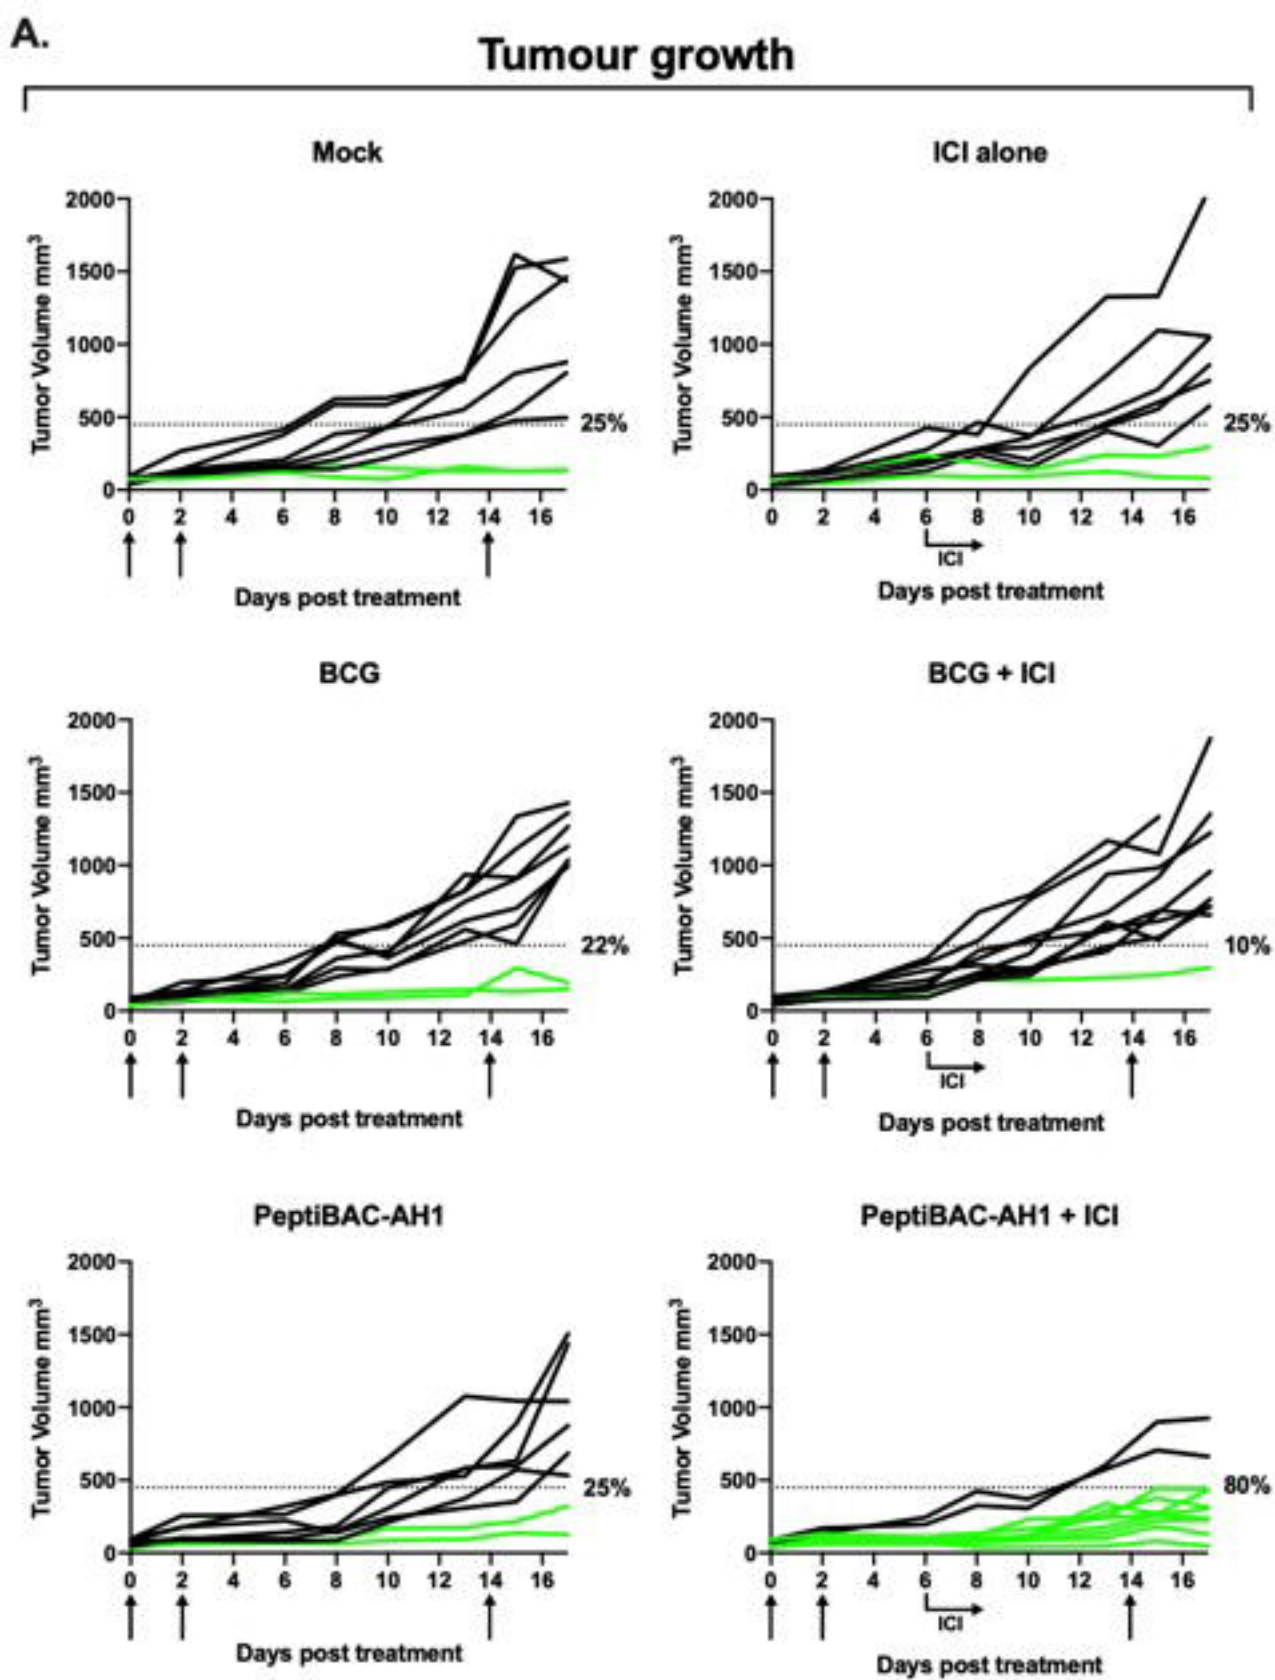 A.
Tumour growth
Mock
Tumor Volume mm³
2000
1500
1000
500
0
25%
0 2 4 6 8 10 12 14 16
Days post treatment
ICI alone
Tumor Volume mm³
2000
1500
1000
500
0
25%
0 2 4 6 8 10 12 14 16
ICI
Days post treatment
BCG
Tumor Volume mm³
2000
1500
1000
500
0
22%
0 2 4 6 8 10 12 14 16
Days post treatment
BCG + ICI
Tumor Volume mm³
2000
1500
1000
500
0
10%
0 2 4 6 8 10 12 14 16
ICI
Days post treatment
PeptiBAC-AH1
Tumor Volume mm³
2000
1500
1000
500
0
25%
0 2 4 6 8 10 12 14 16
Days post treatment
PeptiBAC-AH1 + ICI
Tumor Volume mm³
2000
1500
1000
500
0
80%
0 2 4 6 8 10 12 14 16
ICI
Days post treatment